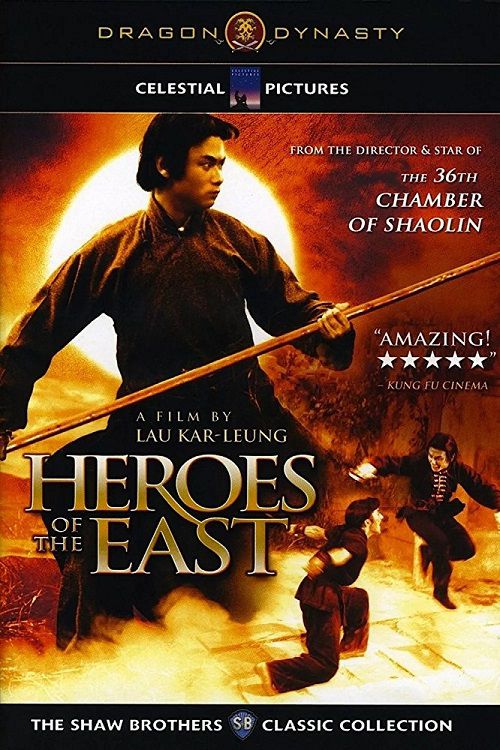 DRAGON DYNASTY
CELESTIAL PICTURES
FROM THE DIRECTOR & STAR OF
THE 36TH
CHAMBER
OF SHAOLIN
"AMAZING!
★★★★★"
– KUNG FU CINEMA
A FILM BY
LAU KAR-LEUNG
HEROES
OF THE EAST
THE SHAW BROTHERS SB CLASSIC COLLECTION